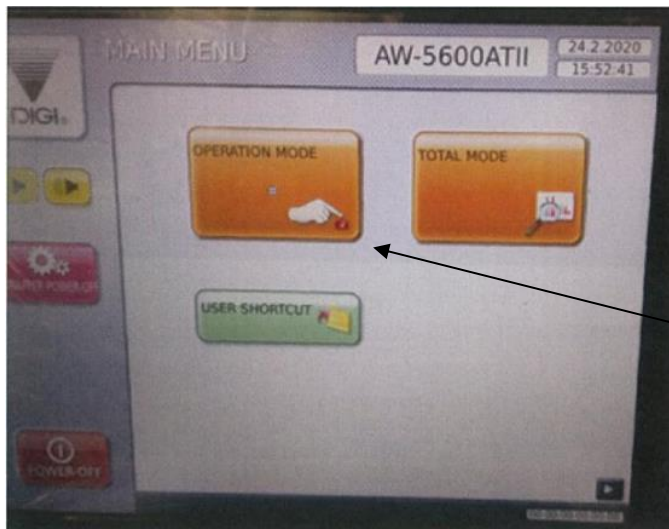 MAIN MENU
AW-5600ATII
24.2.2020
15:52:41
DIGI
OPERATION MODE
TOTAL MODE
USER SHORTCUT
POWER-OFF